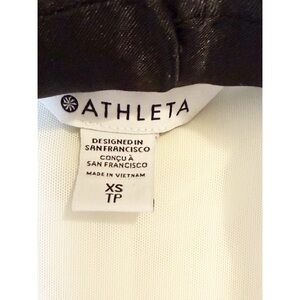 ATHLETA
DESIGNED IN
SAN FRANCISCO
CONÇU À
SAN FRANCISCO
MADE IN VIETNAM
XS
TP